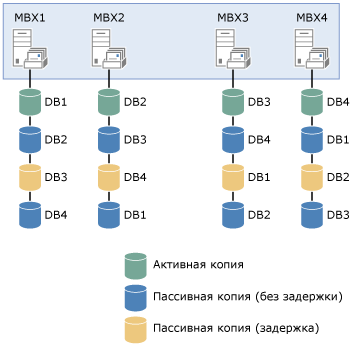 MBX1 MBX2 MBX3 MBX4
DB1 DB2 DB3 DB4
DB2 DB3 DB4 DB1
DB3 DB4 DB1 DB2
DB4 DB1 DB2 DB3
Активная копия
Пассивная копия (без задержки)
Пассивная копия (задержка)